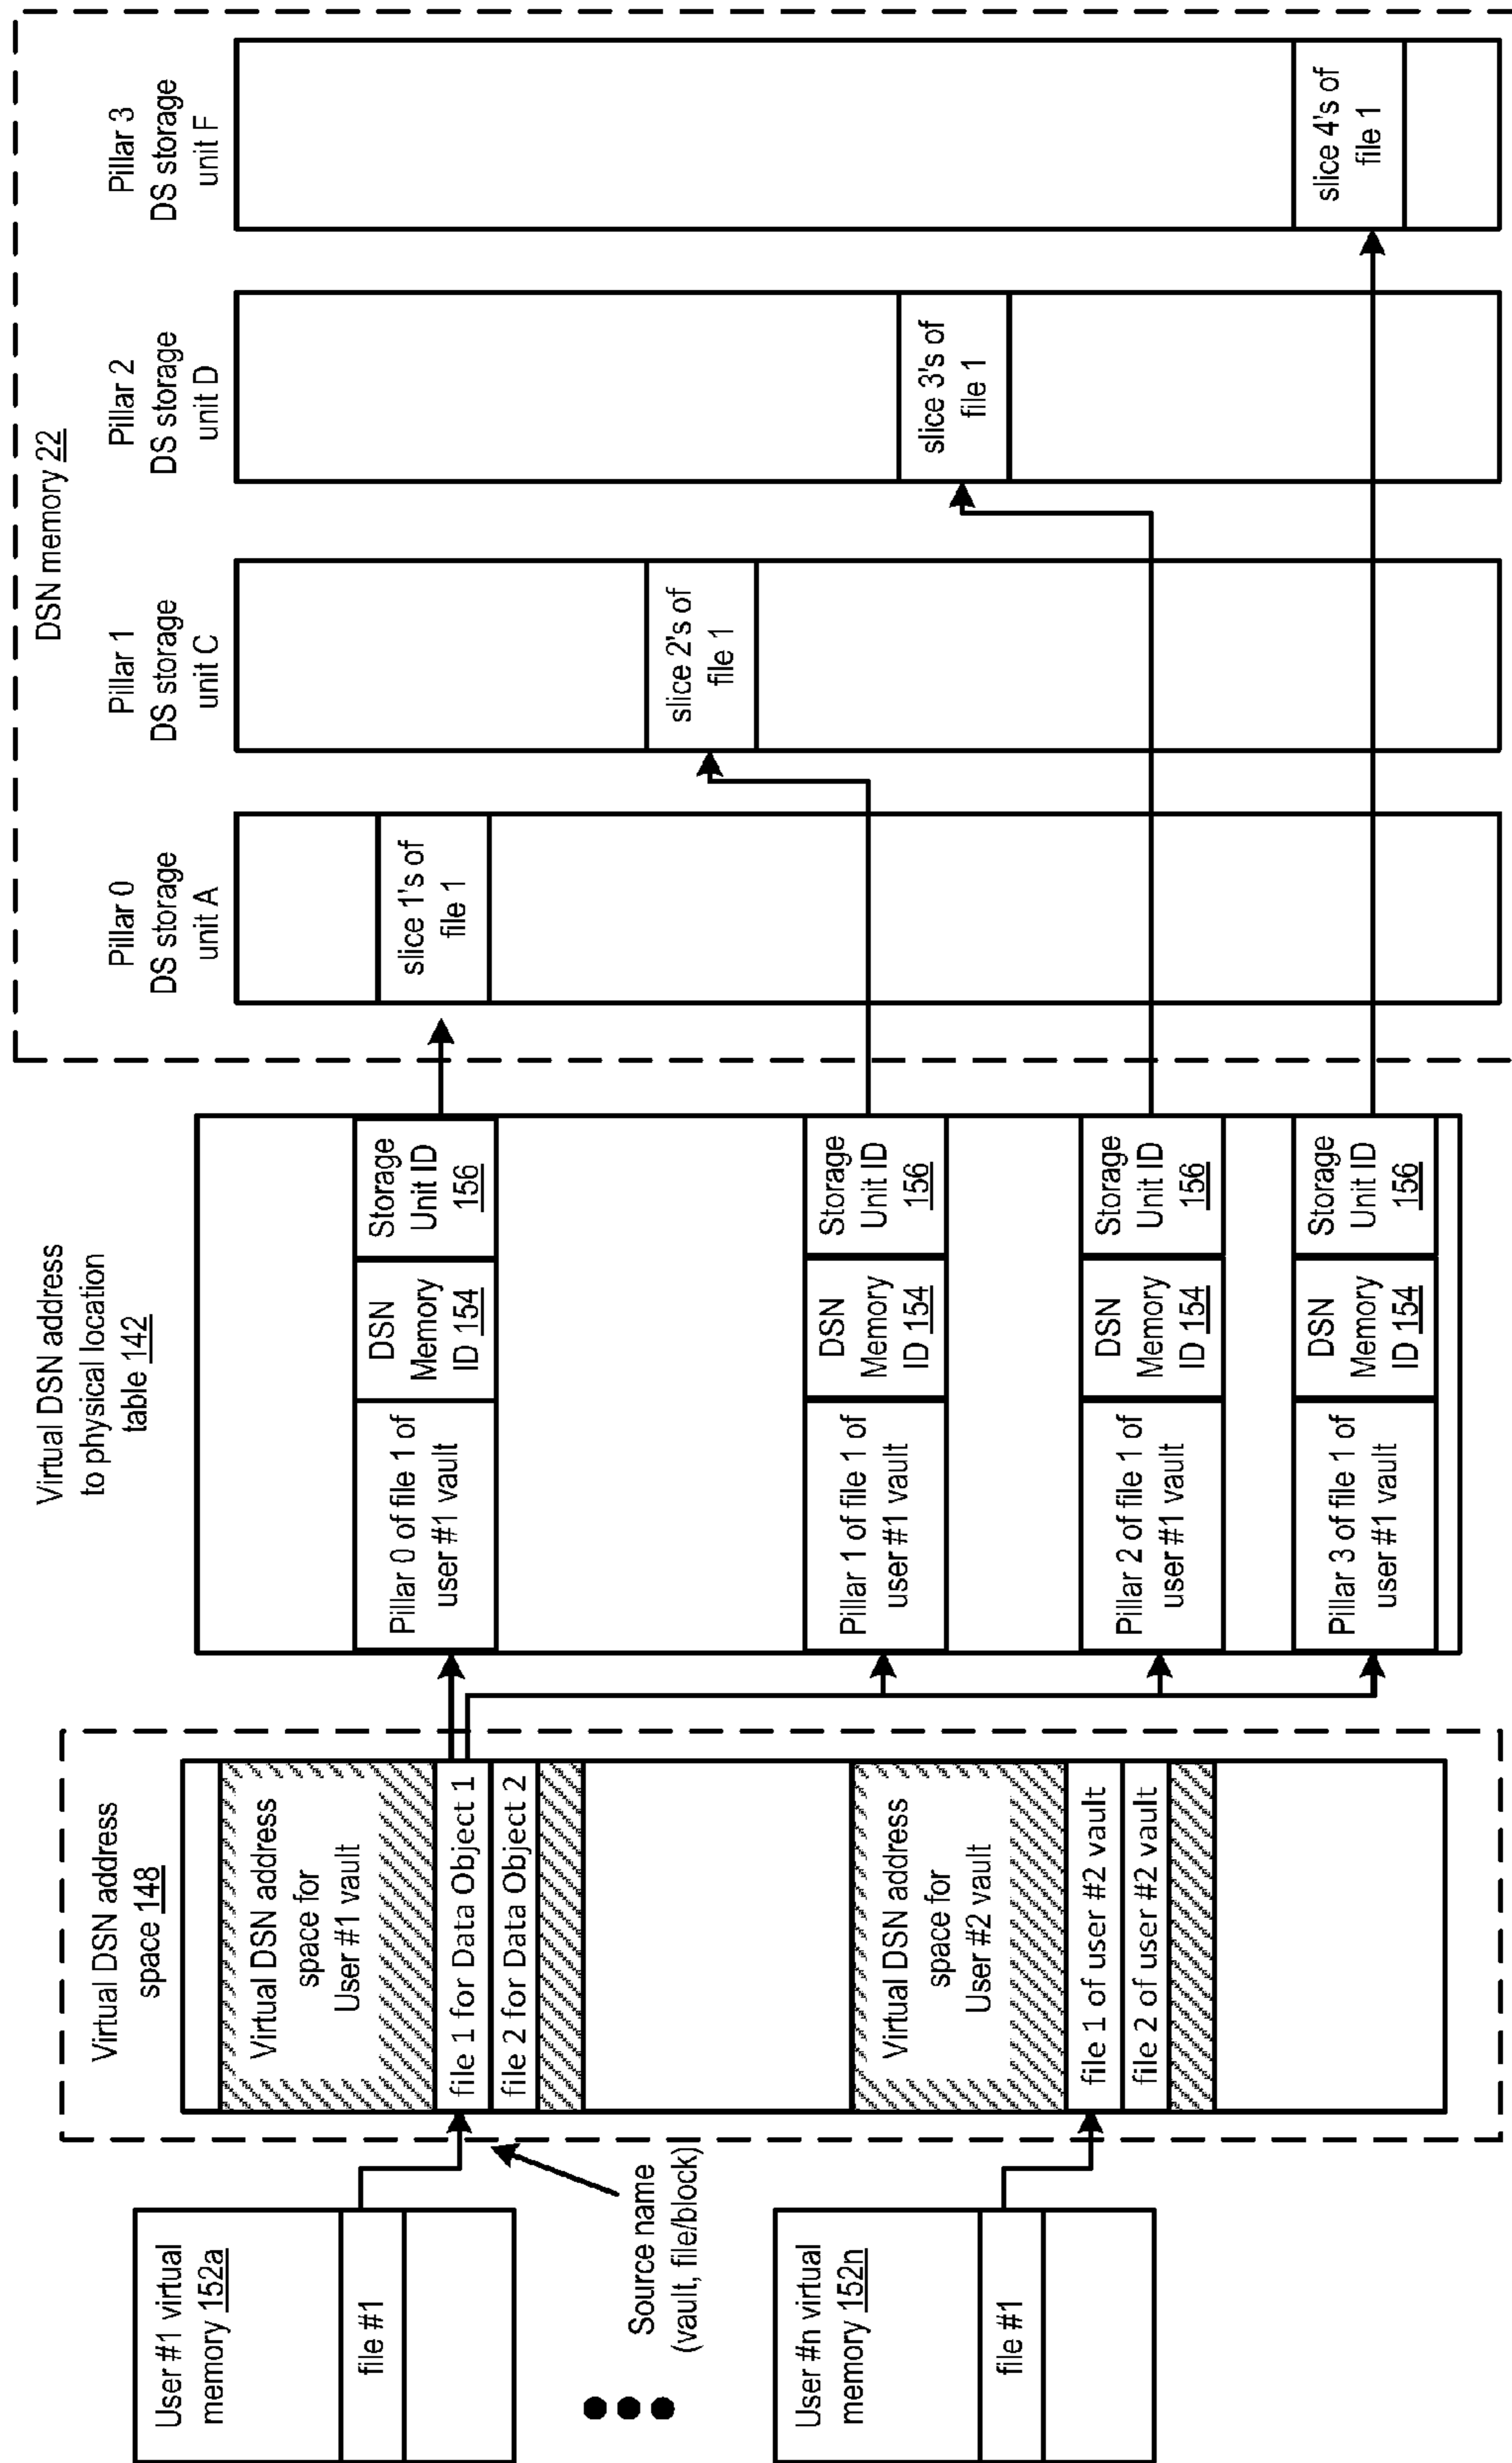 User #1 virtual
memory 152a
file #1
Source name
(vault, file/block)
User #n virtual
memory 152n
file #1
Virtual DSN address
space 148
Virtual DSN address
space for
User #1 vault
file 1 for Data Object 1
file 2 for Data Object 2
Virtual DSN address
space for
User #2 vault
file 1 of user #2 vault
file 2 of user #2 vault
Virtual DSN address
to physical location
table 142
Pillar 0 of file 1 of
user #1 vault
DSN
Memory
ID 154
Storage
Unit ID
156
Pillar 1 of file 1 of
user #1 vault
DSN
Memory
ID 154
Storage
Unit ID
156
Pillar 2 of file 1 of
user #1 vault
DSN
Memory
ID 154
Storage
Unit ID
156
Pillar 3 of file 1 of
user #1 vault
DSN
Memory
ID 154
Storage
Unit ID
156
DSN memory 22
Pillar 0
DS storage
unit A
slice 1's of
file 1
Pillar 1
DS storage
unit C
slice 2's of
file 1
Pillar 2
DS storage
unit D
slice 3's of
file 1
Pillar 3
DS storage
unit F
slice 4's of
file 1